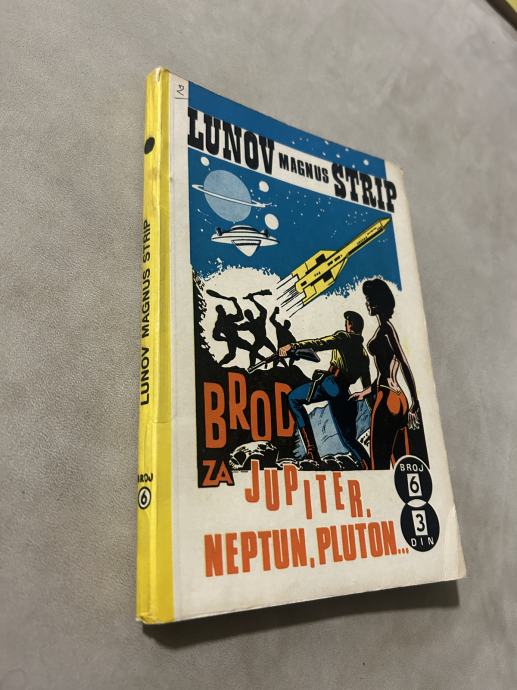 LUNOV MAGNUS STRIP
BROD
ZA JUPITER,
NEPTUN, PLUTON...
BROJ
6
3
DIN
LUNOV MAGNUS STRIP
BROJ
6